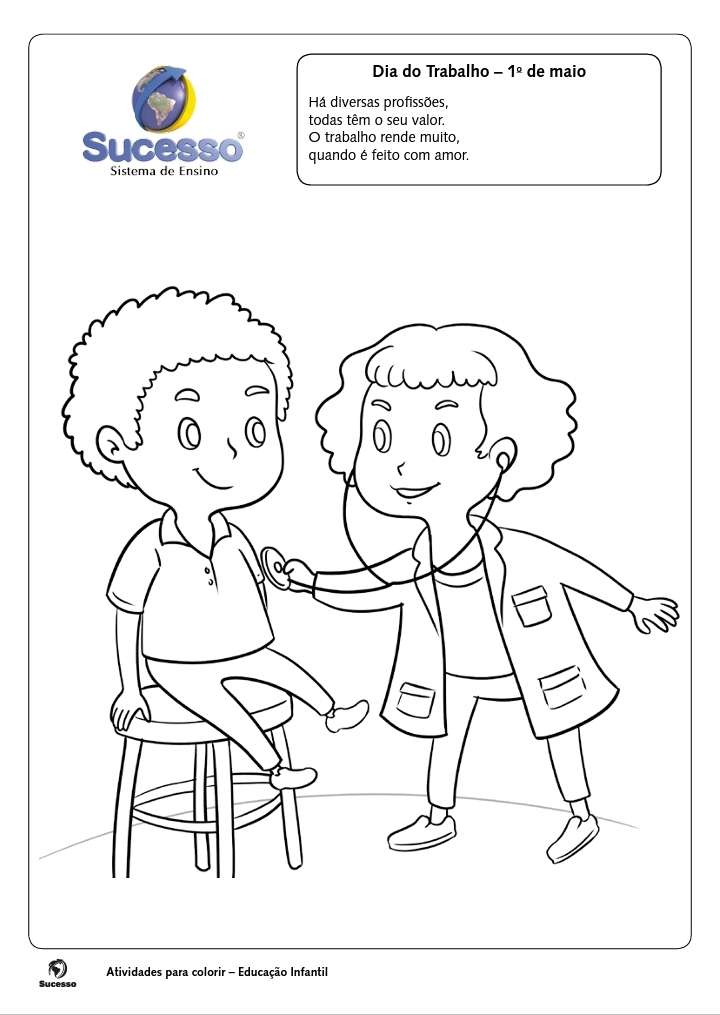 Sucesso®
Sistema de Ensino
Dia do Trabalho – 1º de maio
Há diversas profissões,
todas têm o seu valor.
O trabalho rende muito,
quando é feito com amor.
Sucesso
Atividades para colorir – Educação Infantil